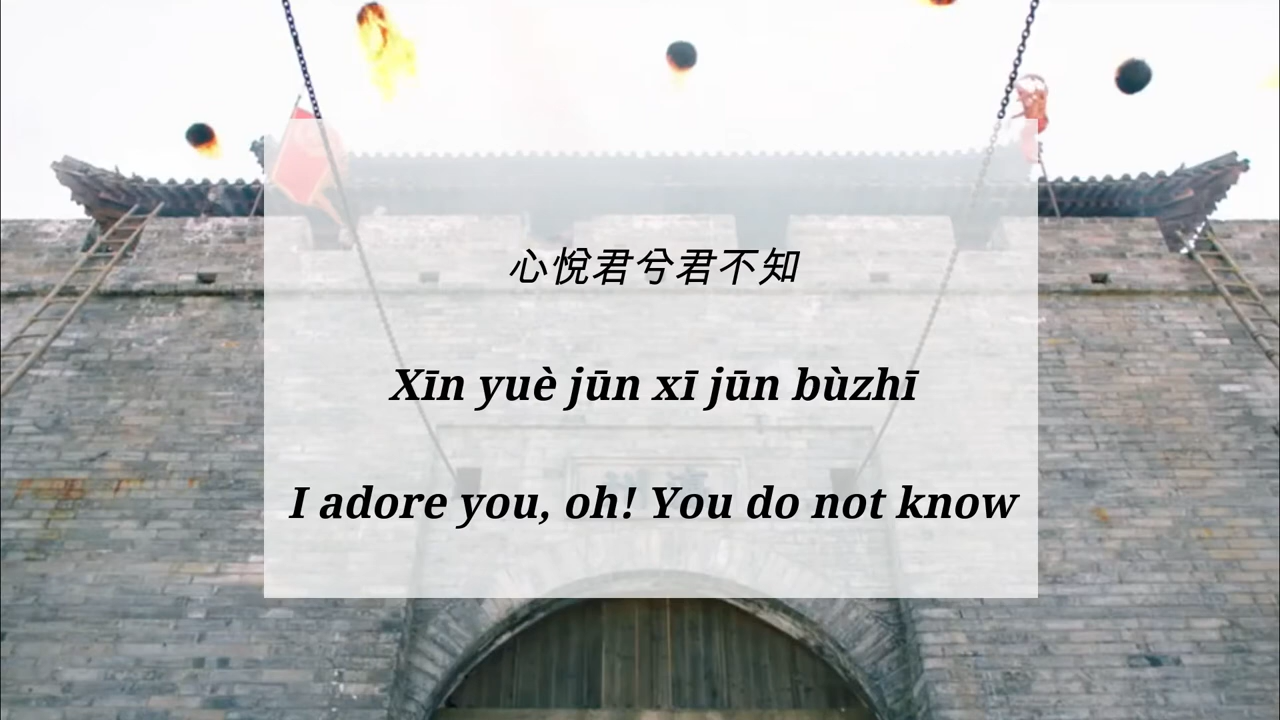 心悅君兮君不知
Xīn yuè jūn xī jūn bùzhī
I adore you, oh! You do not know